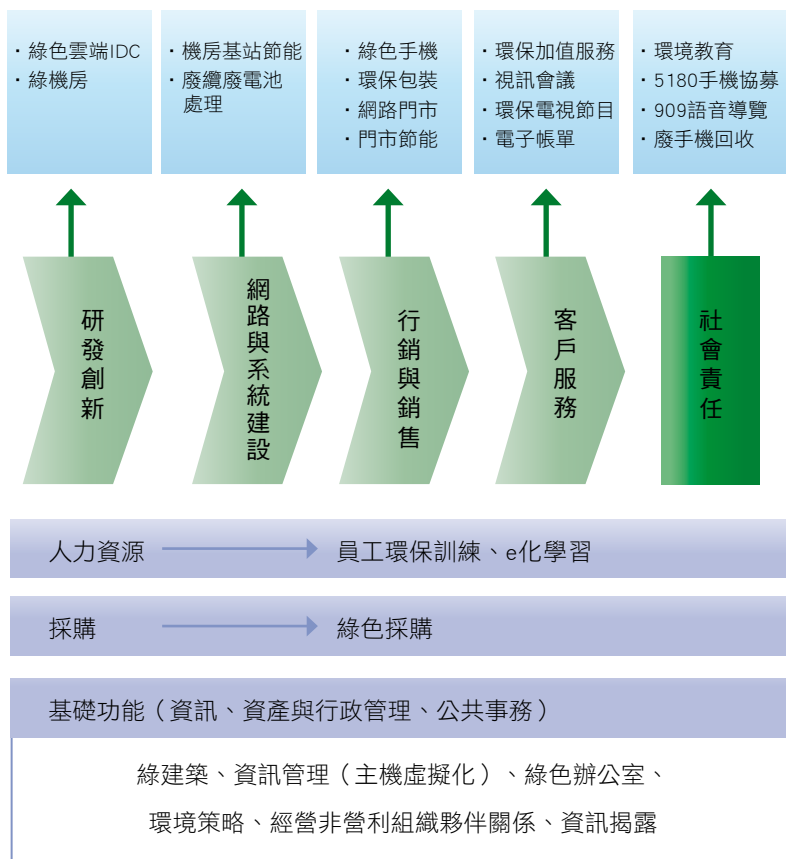 ・綠色雲端IDC
・綠機房
・機房基站節能
・廢纜廢電池
處理
・綠色手機
・環保包裝
・網路門市
・門市節能
・環保加值服務
・視訊會議
・環保電視節目
・電子帳單
・環境教育
・5180手機協募
・909語音導覽
・廢手機回收
研發創新
網路與系統建設
行銷與銷售
客戶服務
社會責任
人力資源 員工環保訓練、e化學習
採購 綠色採購
基礎功能（資訊、資產與行政管理、公共事務）
綠建築、資訊管理（主機虛擬化）、綠色辦公室、
環境策略、經營非營利組織夥伴關係、資訊揭露